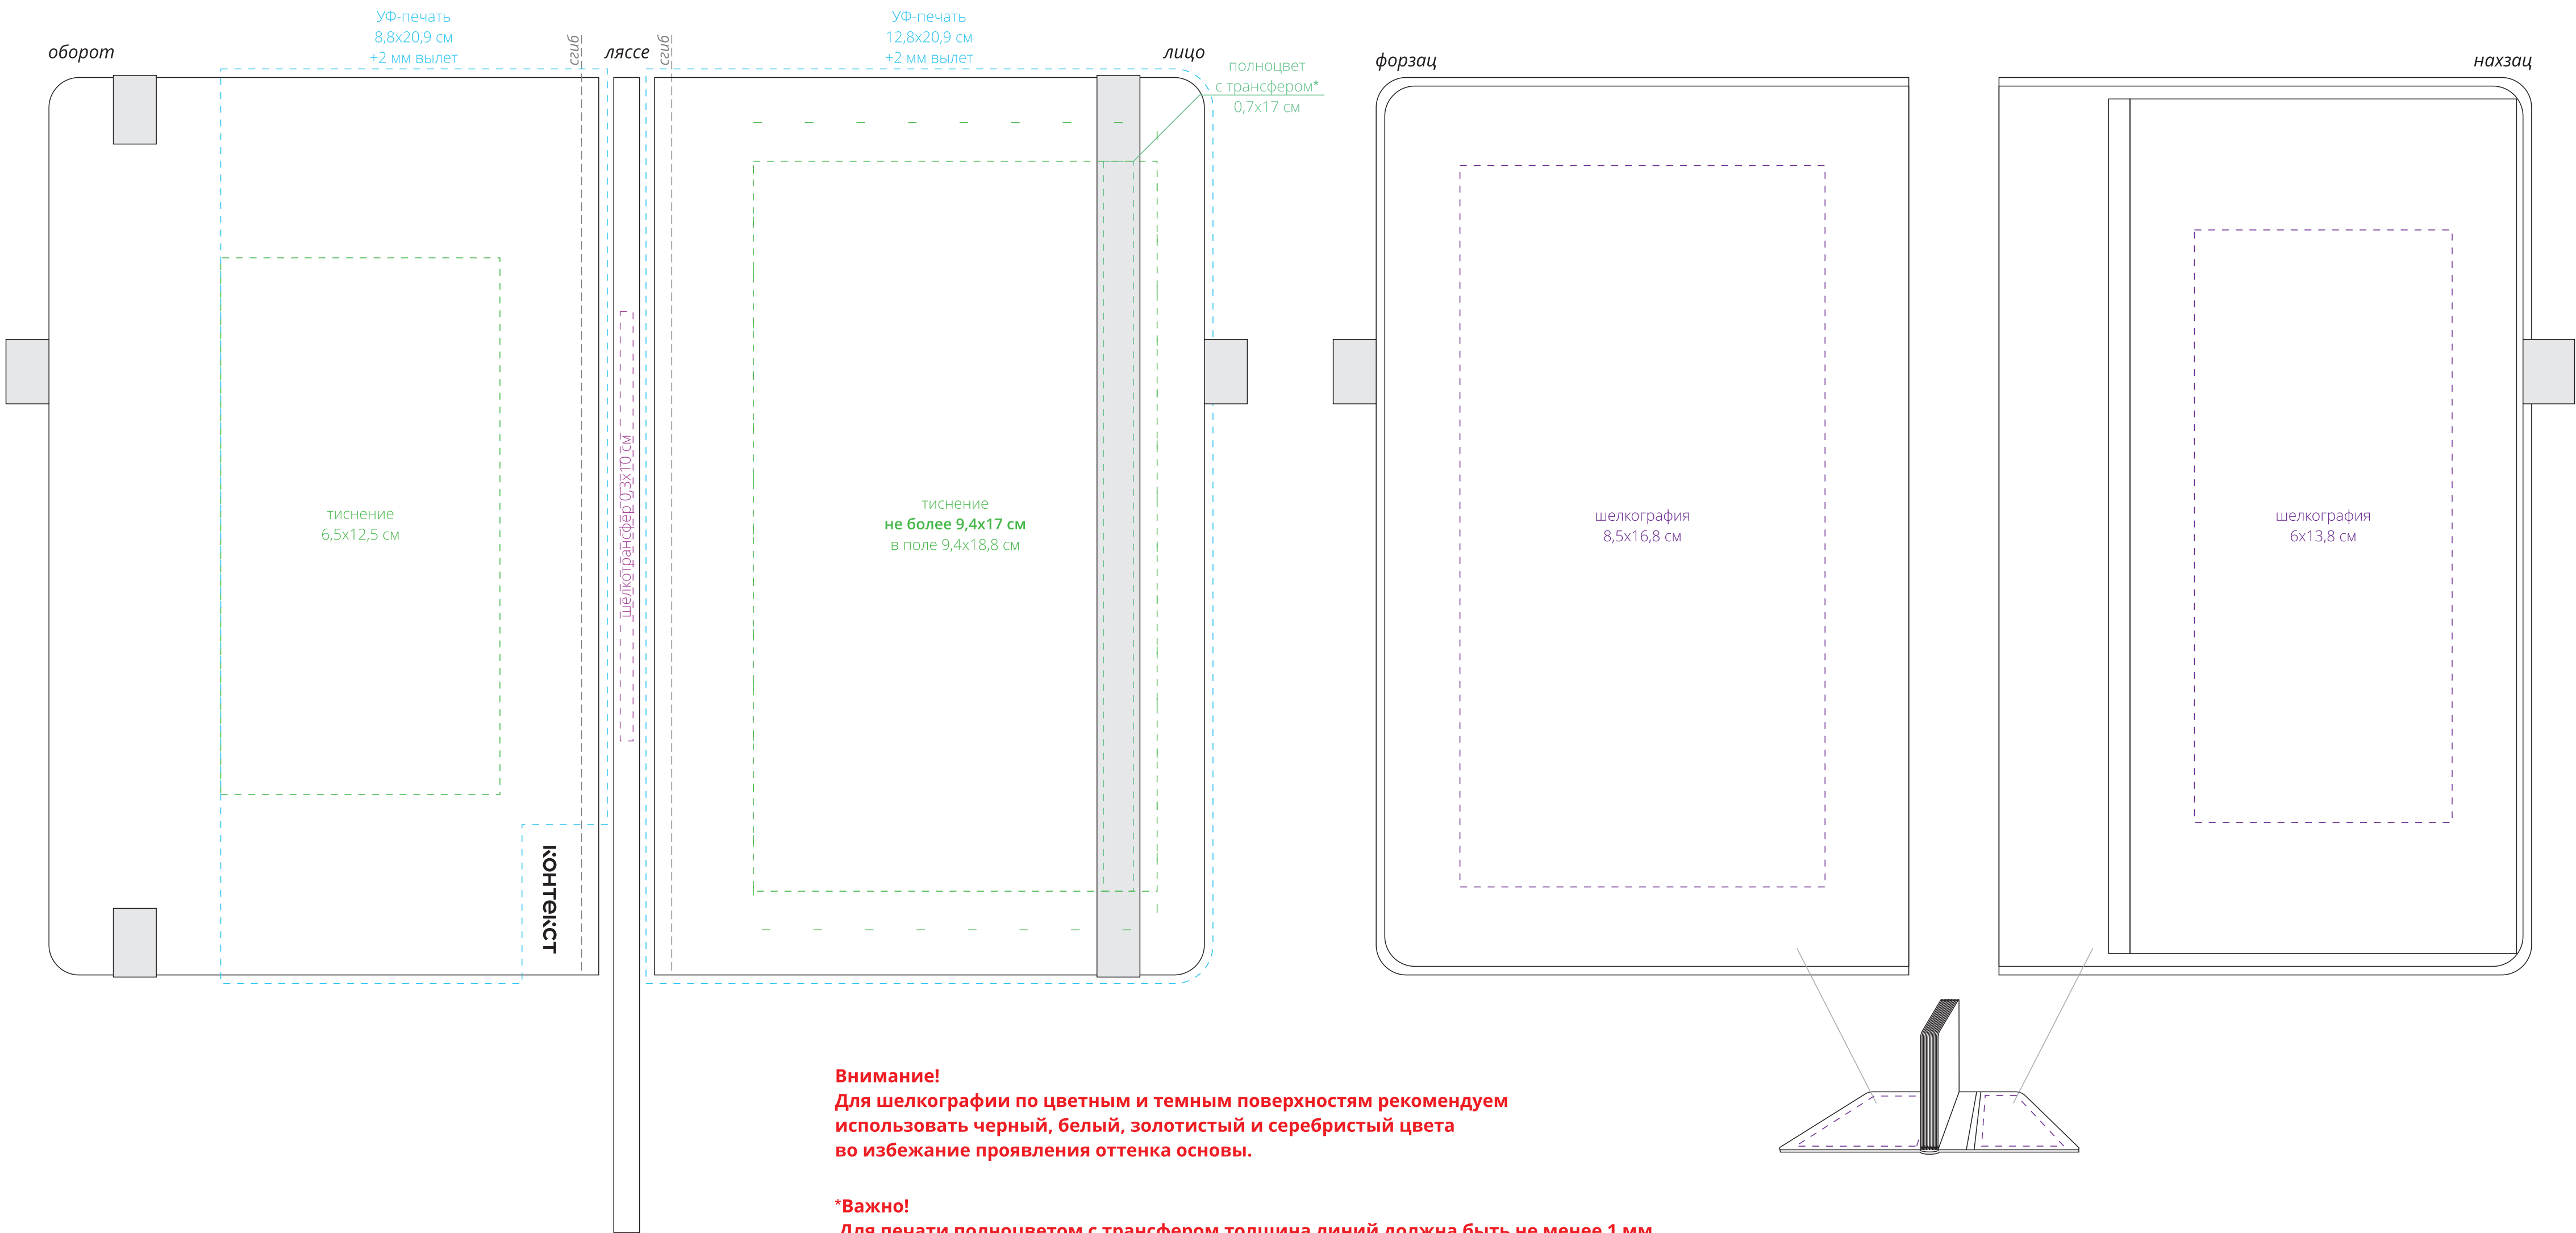 оборот
УФ-печать
8,8х20,9 см
+2 мм вылет
сгиб
ляссе
сгиб
УФ-печать
12,8х20,9 см
+2 мм вылет
лицо
полноцвет
с трансфером*
0,7х17 см
форзац
нахзац
тиснение
6,5х12,5 см
шелкотрансфер 0,3х10 см
тиснение
не более 9,4х17 см
в поле 9,4х18,8 см
шелкография
8,5х16,8 см
шелкография
6х13,8 см
контекст
Внимание!
Для шелкографии по цветным и темным поверхностям рекомендуем
использовать черный, белый, золотистый и серебристый цвета
во избежание проявления оттенка основы.
*Важно!
Для печати полноцветом с трансфером толщина линий должна быть не менее 1 мм